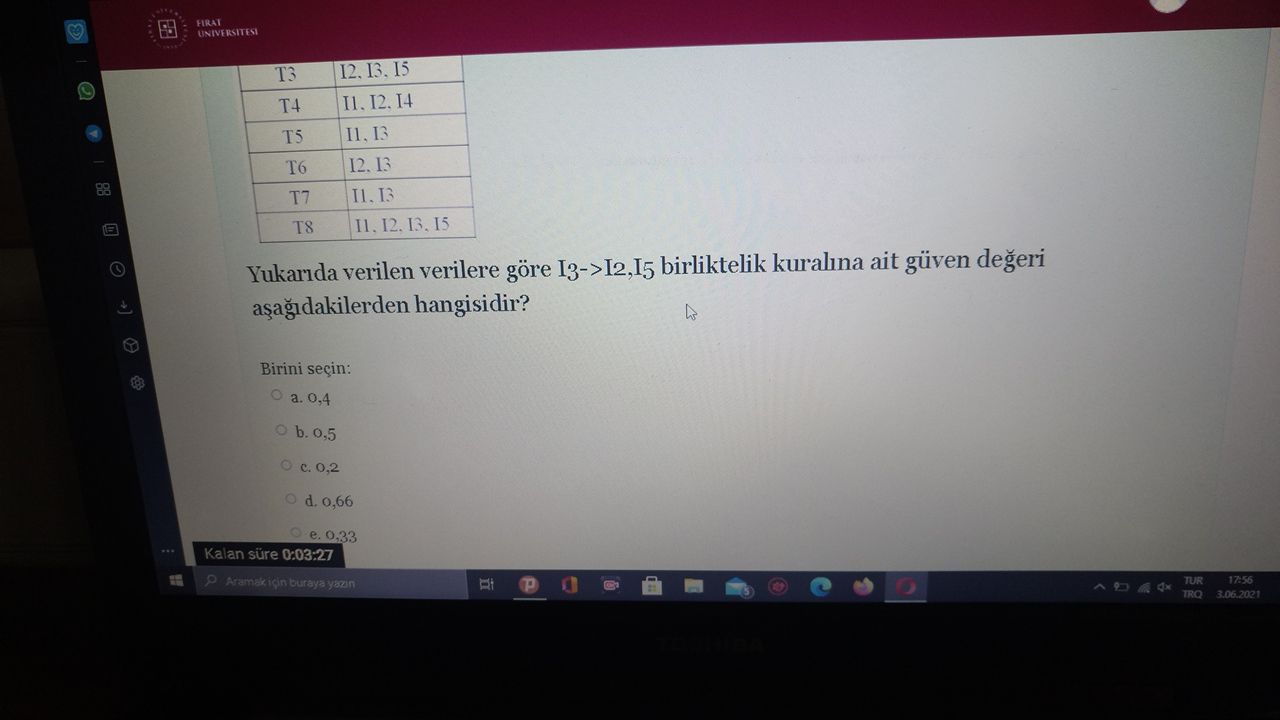 FIRAT
ÜNİVERSİTESİ
T3 I2, I3, I5
T4 I1, I2, I4
T5 I1, I3
T6 I2, I3
T7 I1, I3
T8 I1, I2, I3, I5
Yukarıda verilen verilere göre I3->I2,I5 birliktelik kuralına ait güven değeri
aşağıdakilerden hangisidir?
Birini seçin:
a. 0,4
b. 0,5
c. 0,2
d. 0,66
e. 0,33
Kalan süre 0:03:27
Aramak için buraya yazın
5
TUR 17:56
TRQ 3.06.2021
TOSHIBA